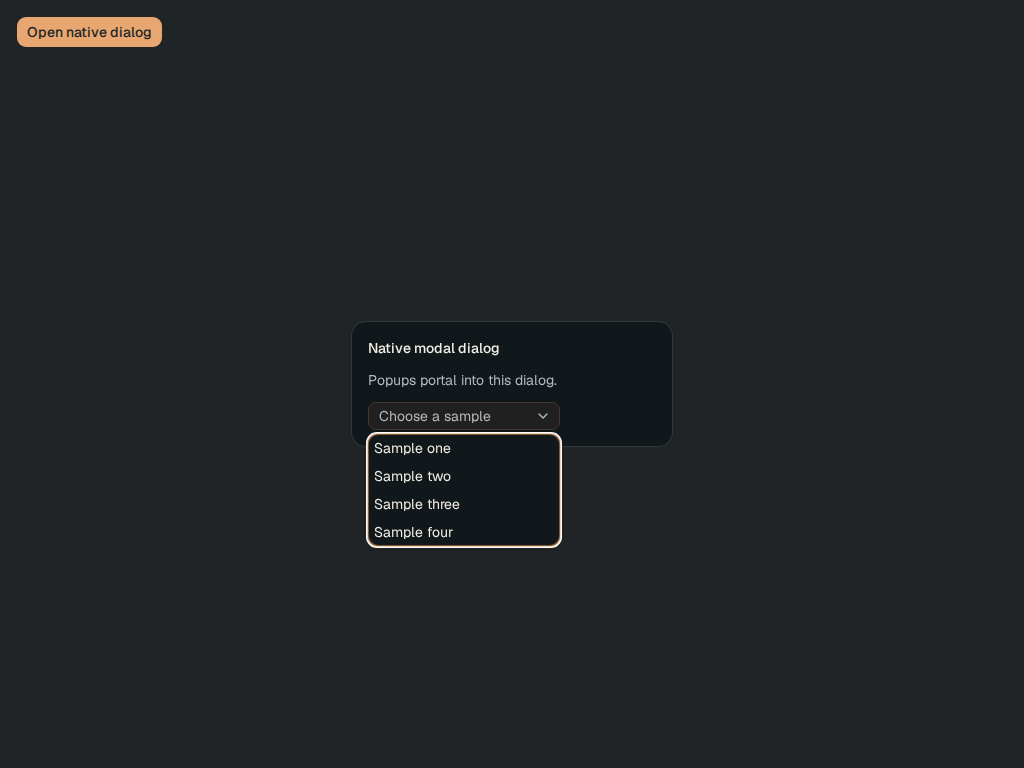 Open native dialog
Native modal dialog
Popups portal into this dialog.
Choose a sample
Sample one
Sample two
Sample three
Sample four